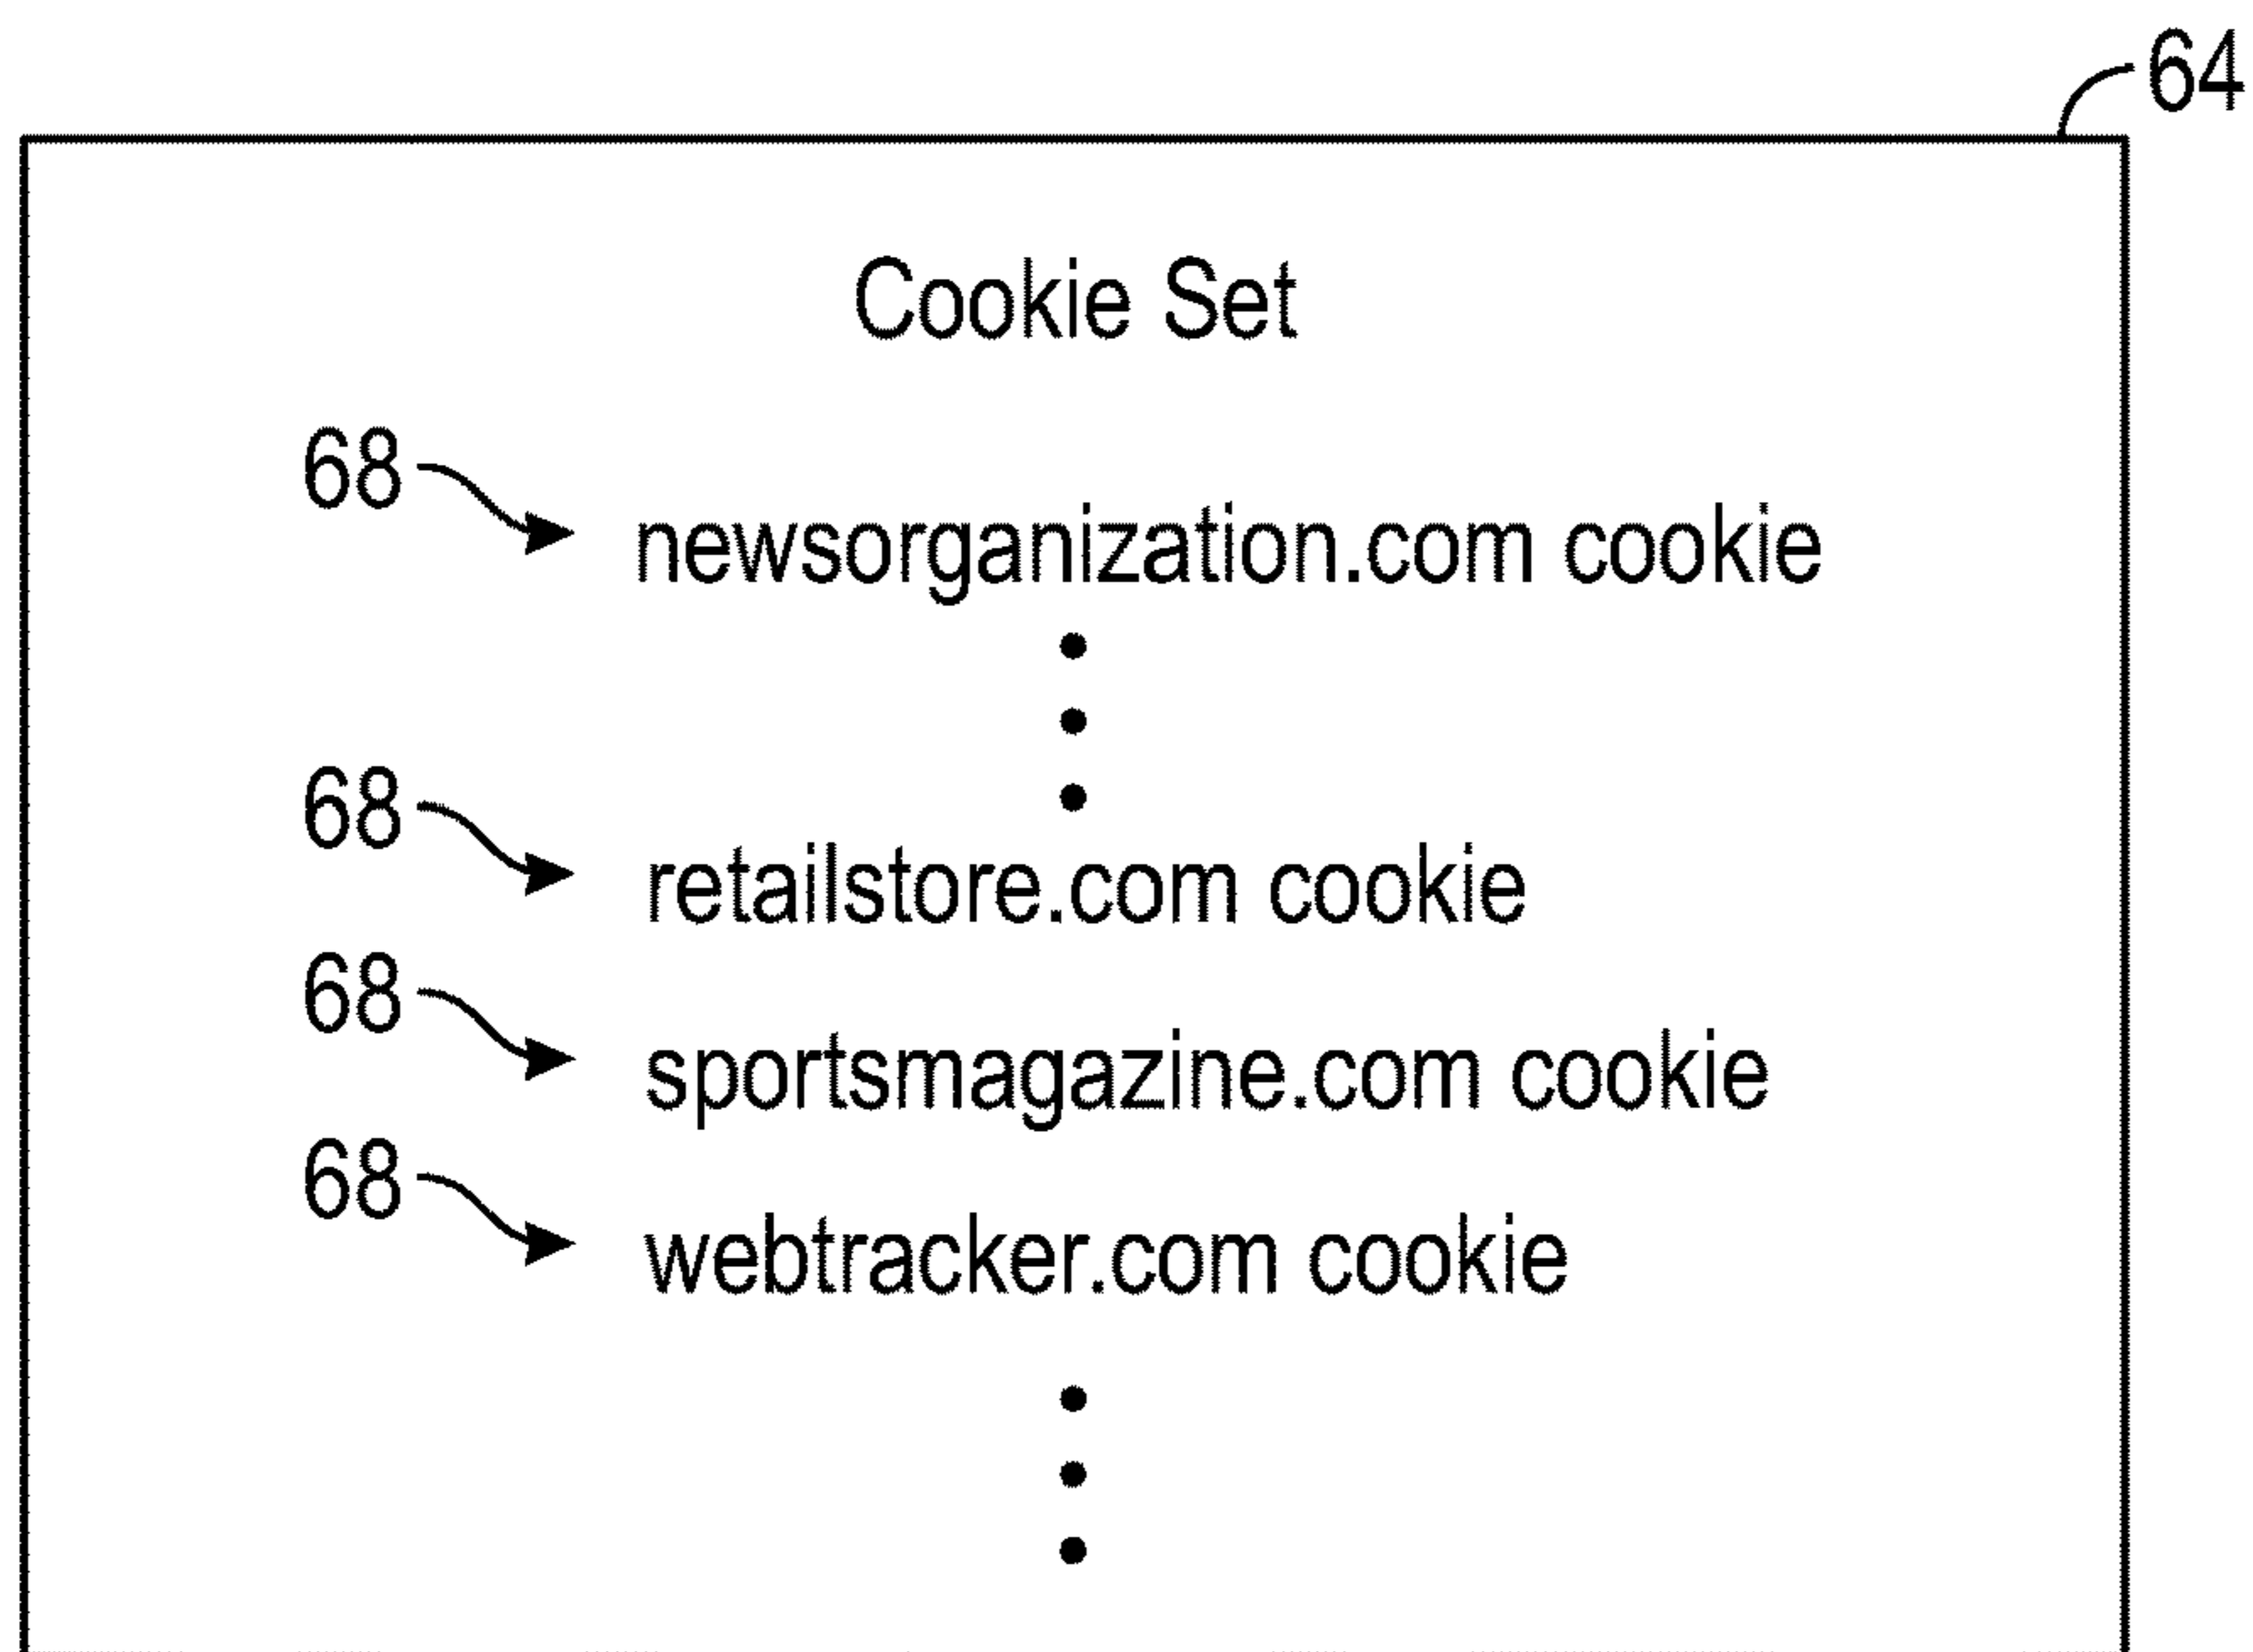 64
Cookie Set
68
newsorganization.com cookie
68
retailstore.com cookie
68
sportsmagazine.com cookie
68
webtracker.com cookie